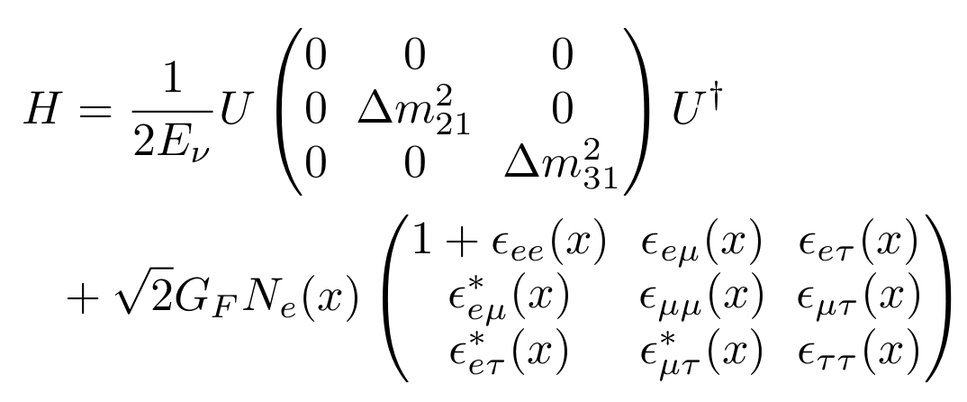 H = \frac{1}{2E_\nu} U \begin{pmatrix} 0 & 0 & 0 \\ 0 & \Delta m^2_{21} & 0 \\ 0 & 0 & \Delta m^2_{31} \end{pmatrix} U^\dagger
+ \sqrt{2} G_F N_e(x) \begin{pmatrix} 1 + \epsilon_{ee}(x) & \epsilon_{e\mu}(x) & \epsilon_{e\tau}(x) \\ \epsilon^*_{e\mu}(x) & \epsilon_{\mu\mu}(x) & \epsilon_{\mu\tau}(x) \\ \epsilon^*_{e\tau}(x) & \epsilon^*_{\mu\tau}(x) & \epsilon_{\tau\tau}(x) \end{pmatrix}